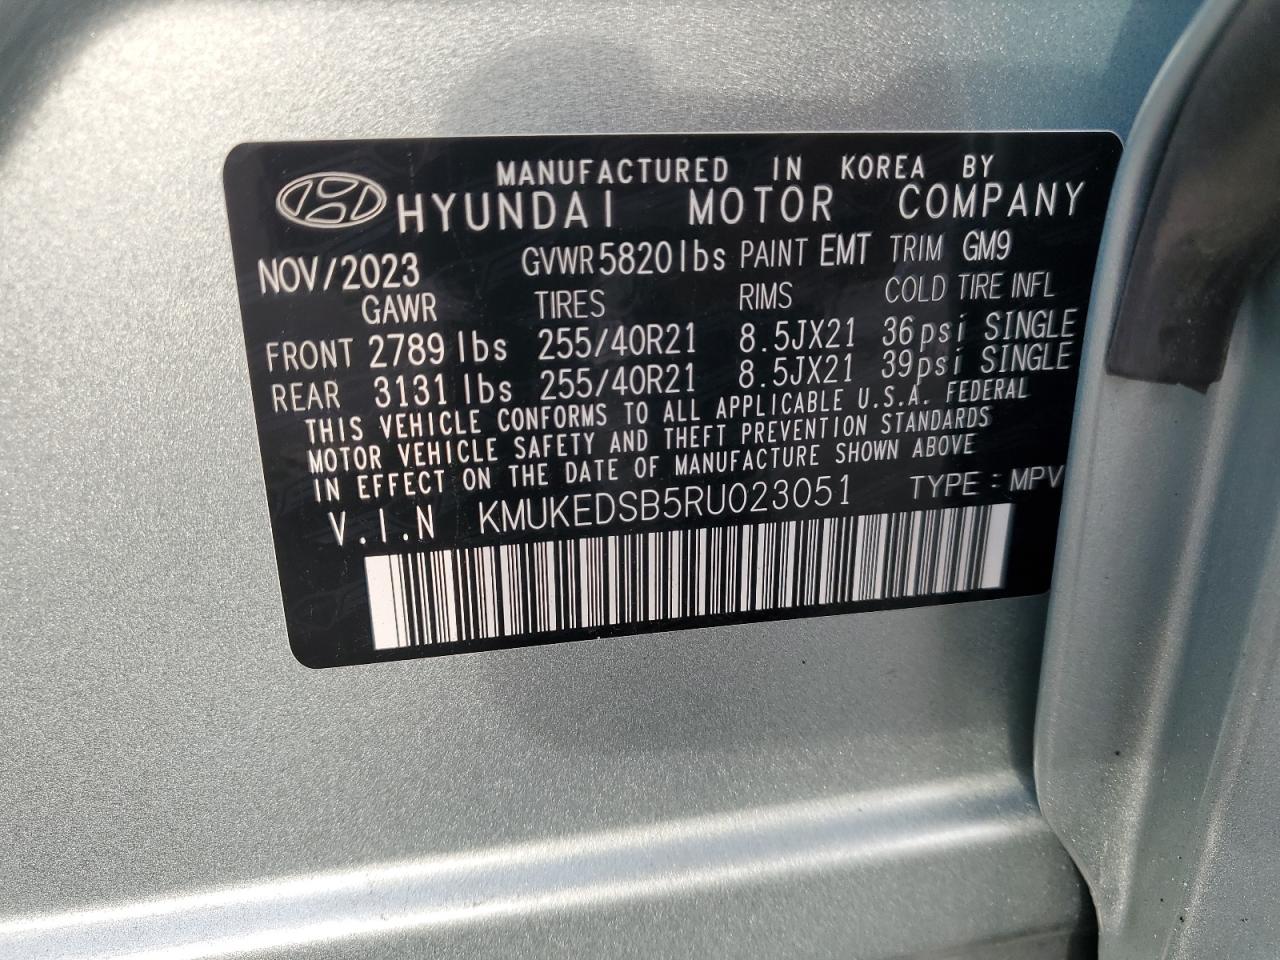 MANUFACTURED IN KOREA BY
HYUNDAI MOTOR COMPANY
NOV/2023 GVWR 5820 lbs PAINT EMT TRIM GM9
GAWR TIRES RIMS COLD TIRE INFL
FRONT 2789 lbs 255/40R21 8.5JX21 36psi SINGLE
REAR 3131 lbs 255/40R21 8.5JX21 39psi SINGLE
THIS VEHICLE CONFORMS TO ALL APPLICABLE U.S.A. FEDERAL
MOTOR VEHICLE SAFETY AND THEFT PREVENTION STANDARDS
IN EFFECT ON THE DATE OF MANUFACTURE SHOWN ABOVE
V.I.N KMUKEDSB5RU023051 TYPE : MPV